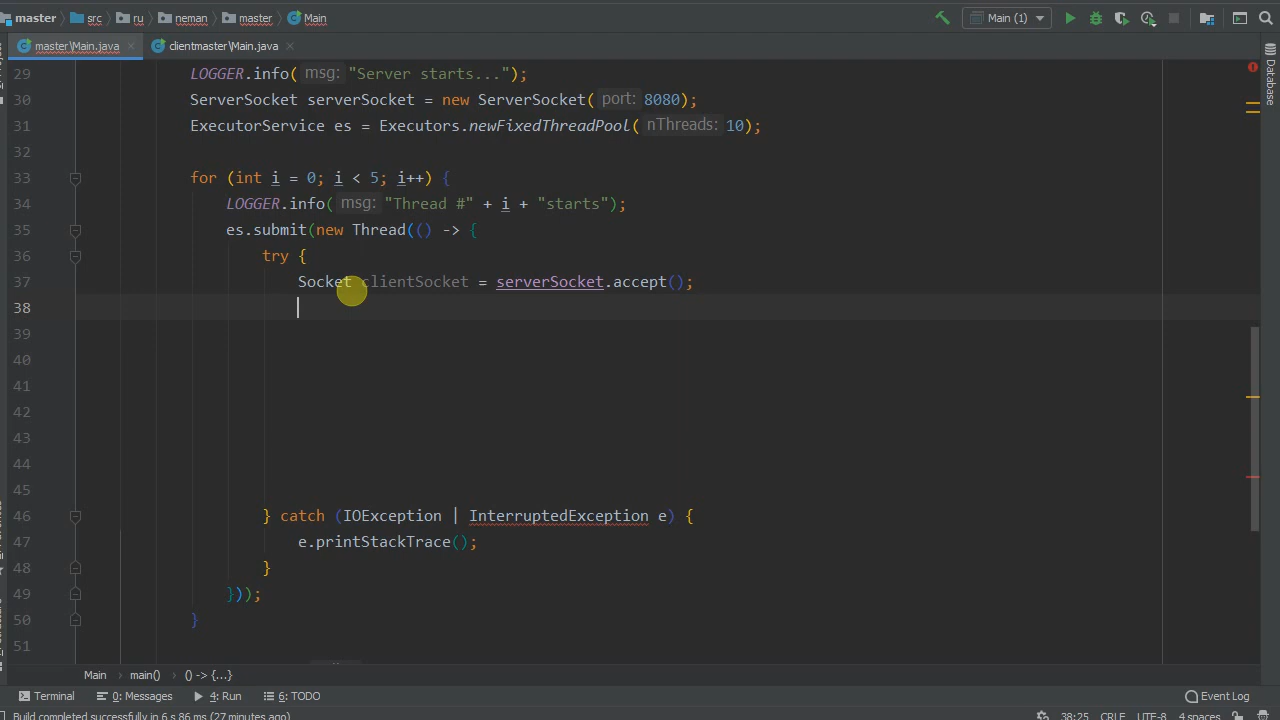 master src ru neman master Main Main (1)
master\Main.java clientmaster\Main.java
29 LOGGER.info( msg: "Server starts...");
30 ServerSocket serverSocket = new ServerSocket( port: 8080);
31 ExecutorService es = Executors.newFixedThreadPool( nThreads: 10);
32
33 for (int i = 0; i < 5; i++) {
34 LOGGER.info( msg: "Thread #" + i + "starts");
35 es.submit(new Thread(() -> {
36 try {
37 Socket clientSocket = serverSocket.accept();
38
39
40
41
42
43
44
45
46 } catch (IOException | InterruptedException e) {
47 e.printStackTrace();
48 }
49 }));
50 }
51
Database
Main main() () -> {...}
Terminal 0: Messages 4: Run 6: TODO Event Log
Build completed successfully in 6 s 86 ms (27 minutes ago) 38:25 CRLF UTF-8 4 spaces